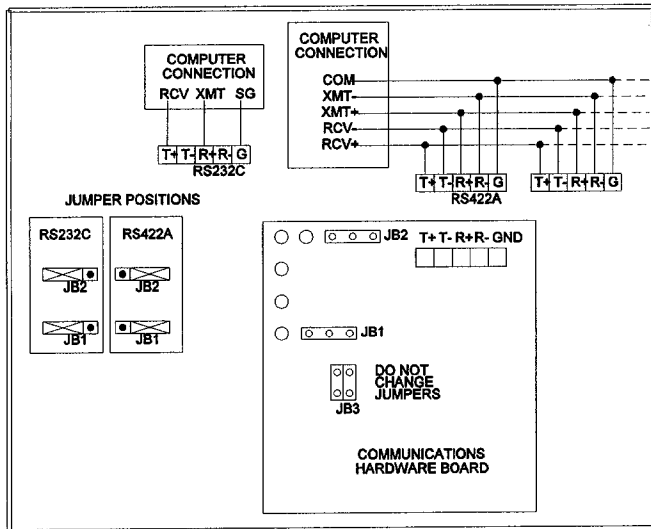 COMPUTER
CONNECTION
RCV XMT SG
T+ T- R+ R- G
RS232C
COMPUTER
CONNECTION
COM
XMT-
XMT+
RCV-
RCV+
T+ T- R+ R- G
RS422A
T+ T- R+ R- G
JUMPER POSITIONS
RS232C
JB2
JB1
RS422A
JB2
JB1
JB2
T+ T- R+ R- GND
JB1
JB3
DO NOT
CHANGE
JUMPERS
COMMUNICATIONS
HARDWARE BOARD